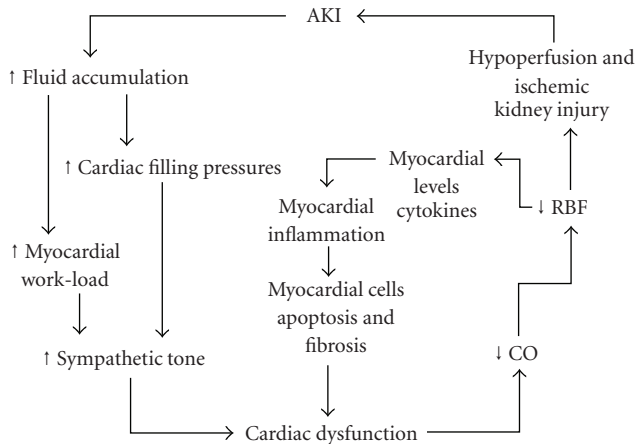 AKI
Hypoperfusion and
ischemic
kidney injury
↑ Fluid accumulation
↑ Cardiac filling pressures
Myocardial
levels
cytokines
↓ RBF
Myocardial
inflammation
↑ Myocardial
work-load
Myocardial cells
apoptosis and
fibrosis
↑ Sympathetic tone
↓ CO
Cardiac dysfunction